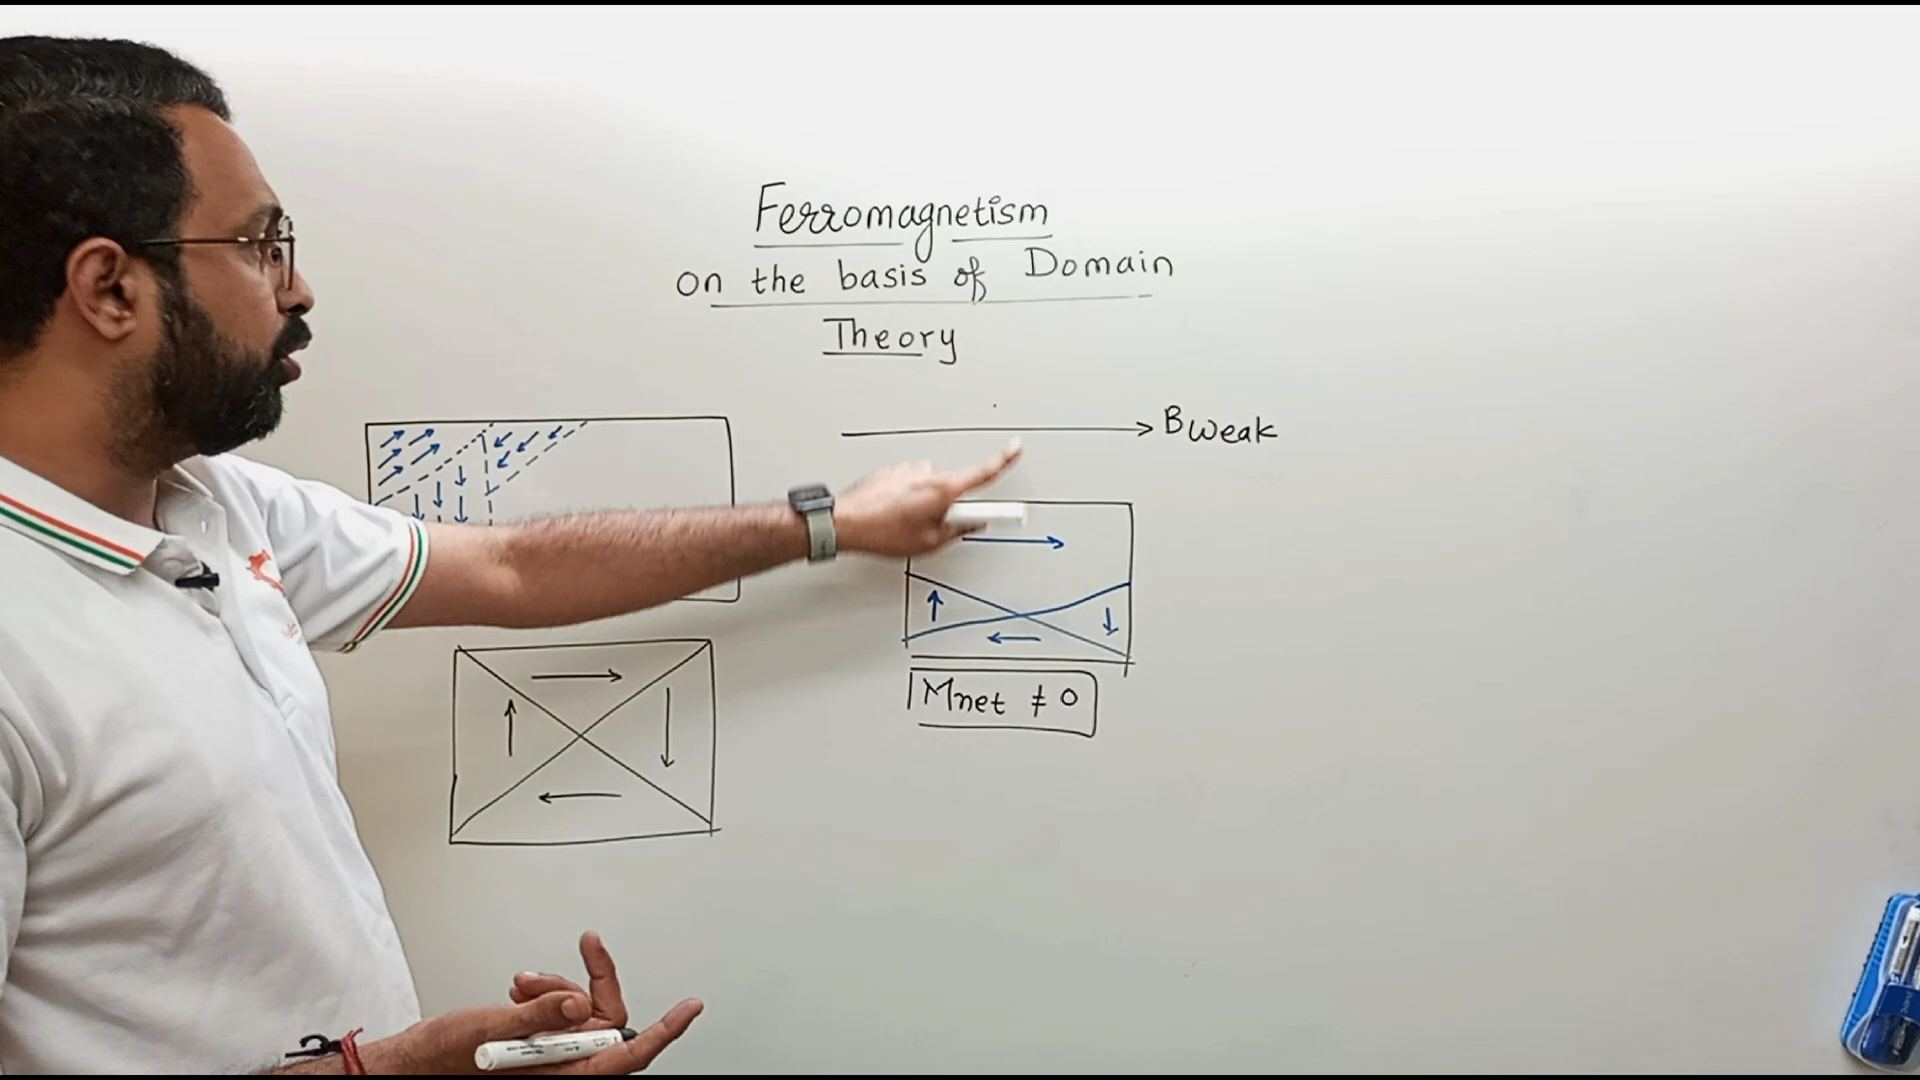 Ferromagnetism
on the basis of Domain
Theory
Bweak
Mnet ≠ 0